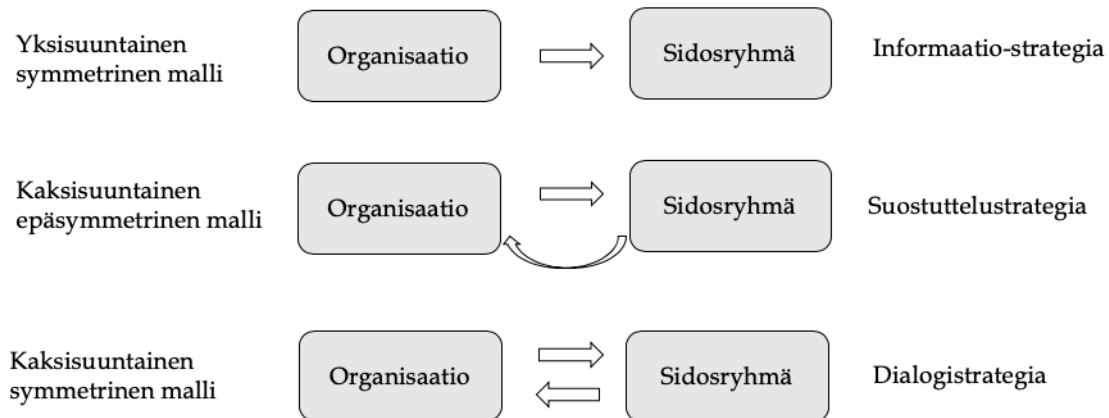 Yksisuuntainen
symmetrinen malli
Organisaatio
Sidosryhmä
Informaatio-strategia
Kaksisuuntainen
epäsymmetrinen malli
Organisaatio
Sidosryhmä
Suostuttelustrategia
Kaksisuuntainen
symmetrinen malli
Organisaatio
Sidosryhmä
Dialogistrategia